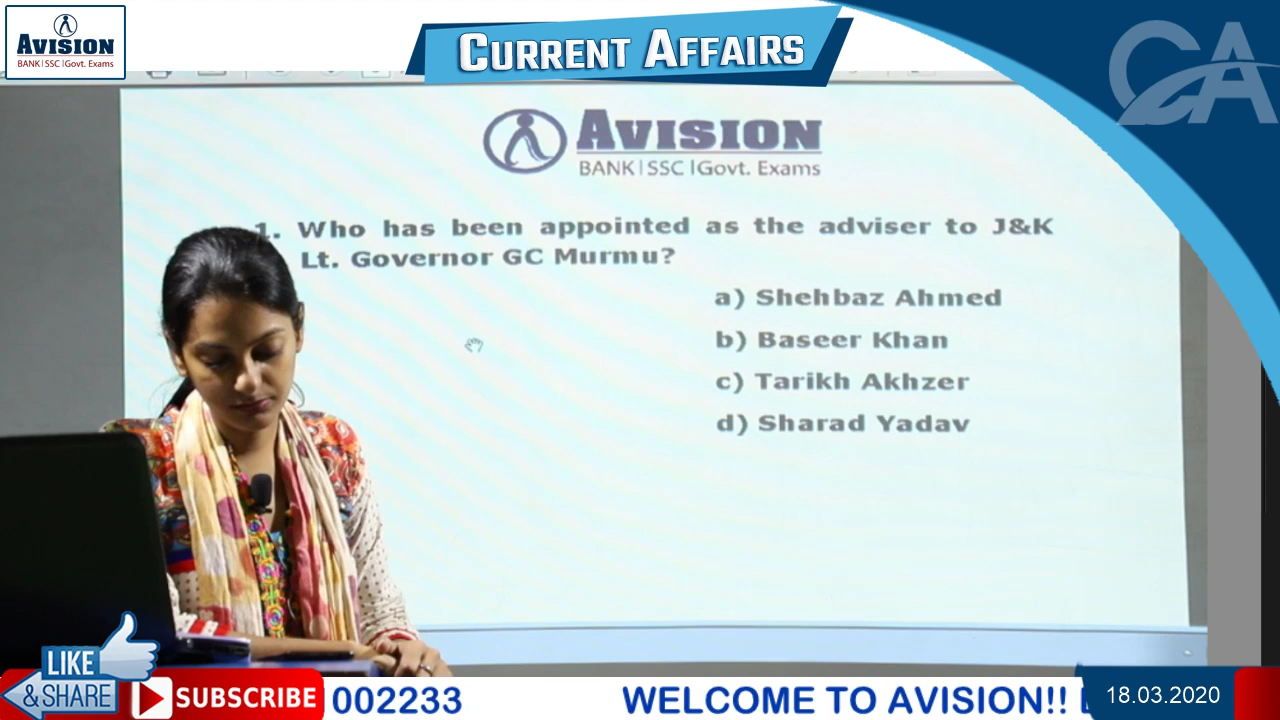 AVISION
BANK|SSC|Govt. Exams
CURRENT AFFAIRS
CA
AVISION
BANK|SSC|Govt. Exams
1. Who has been appointed as the adviser to J&K
Lt. Governor GC Murmu?
a) Shehbaz Ahmed
b) Baseer Khan
c) Tarikh Akhzer
d) Sharad Yadav
LIKE
& SHARE
SUBSCRIBE
002233
WELCOME TO AVISION!!
18.03.2020